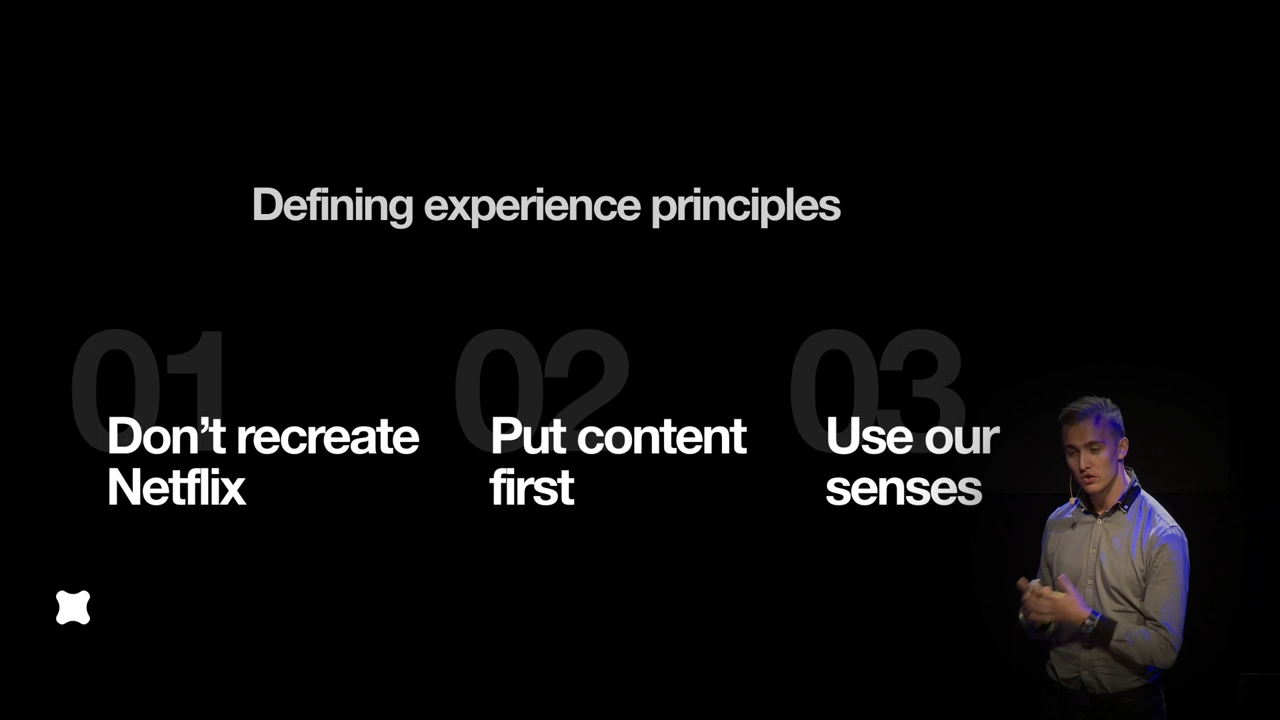 Defining experience principles
01
Don’t recreate
Netflix
02
Put content
first
03
Use our
senses